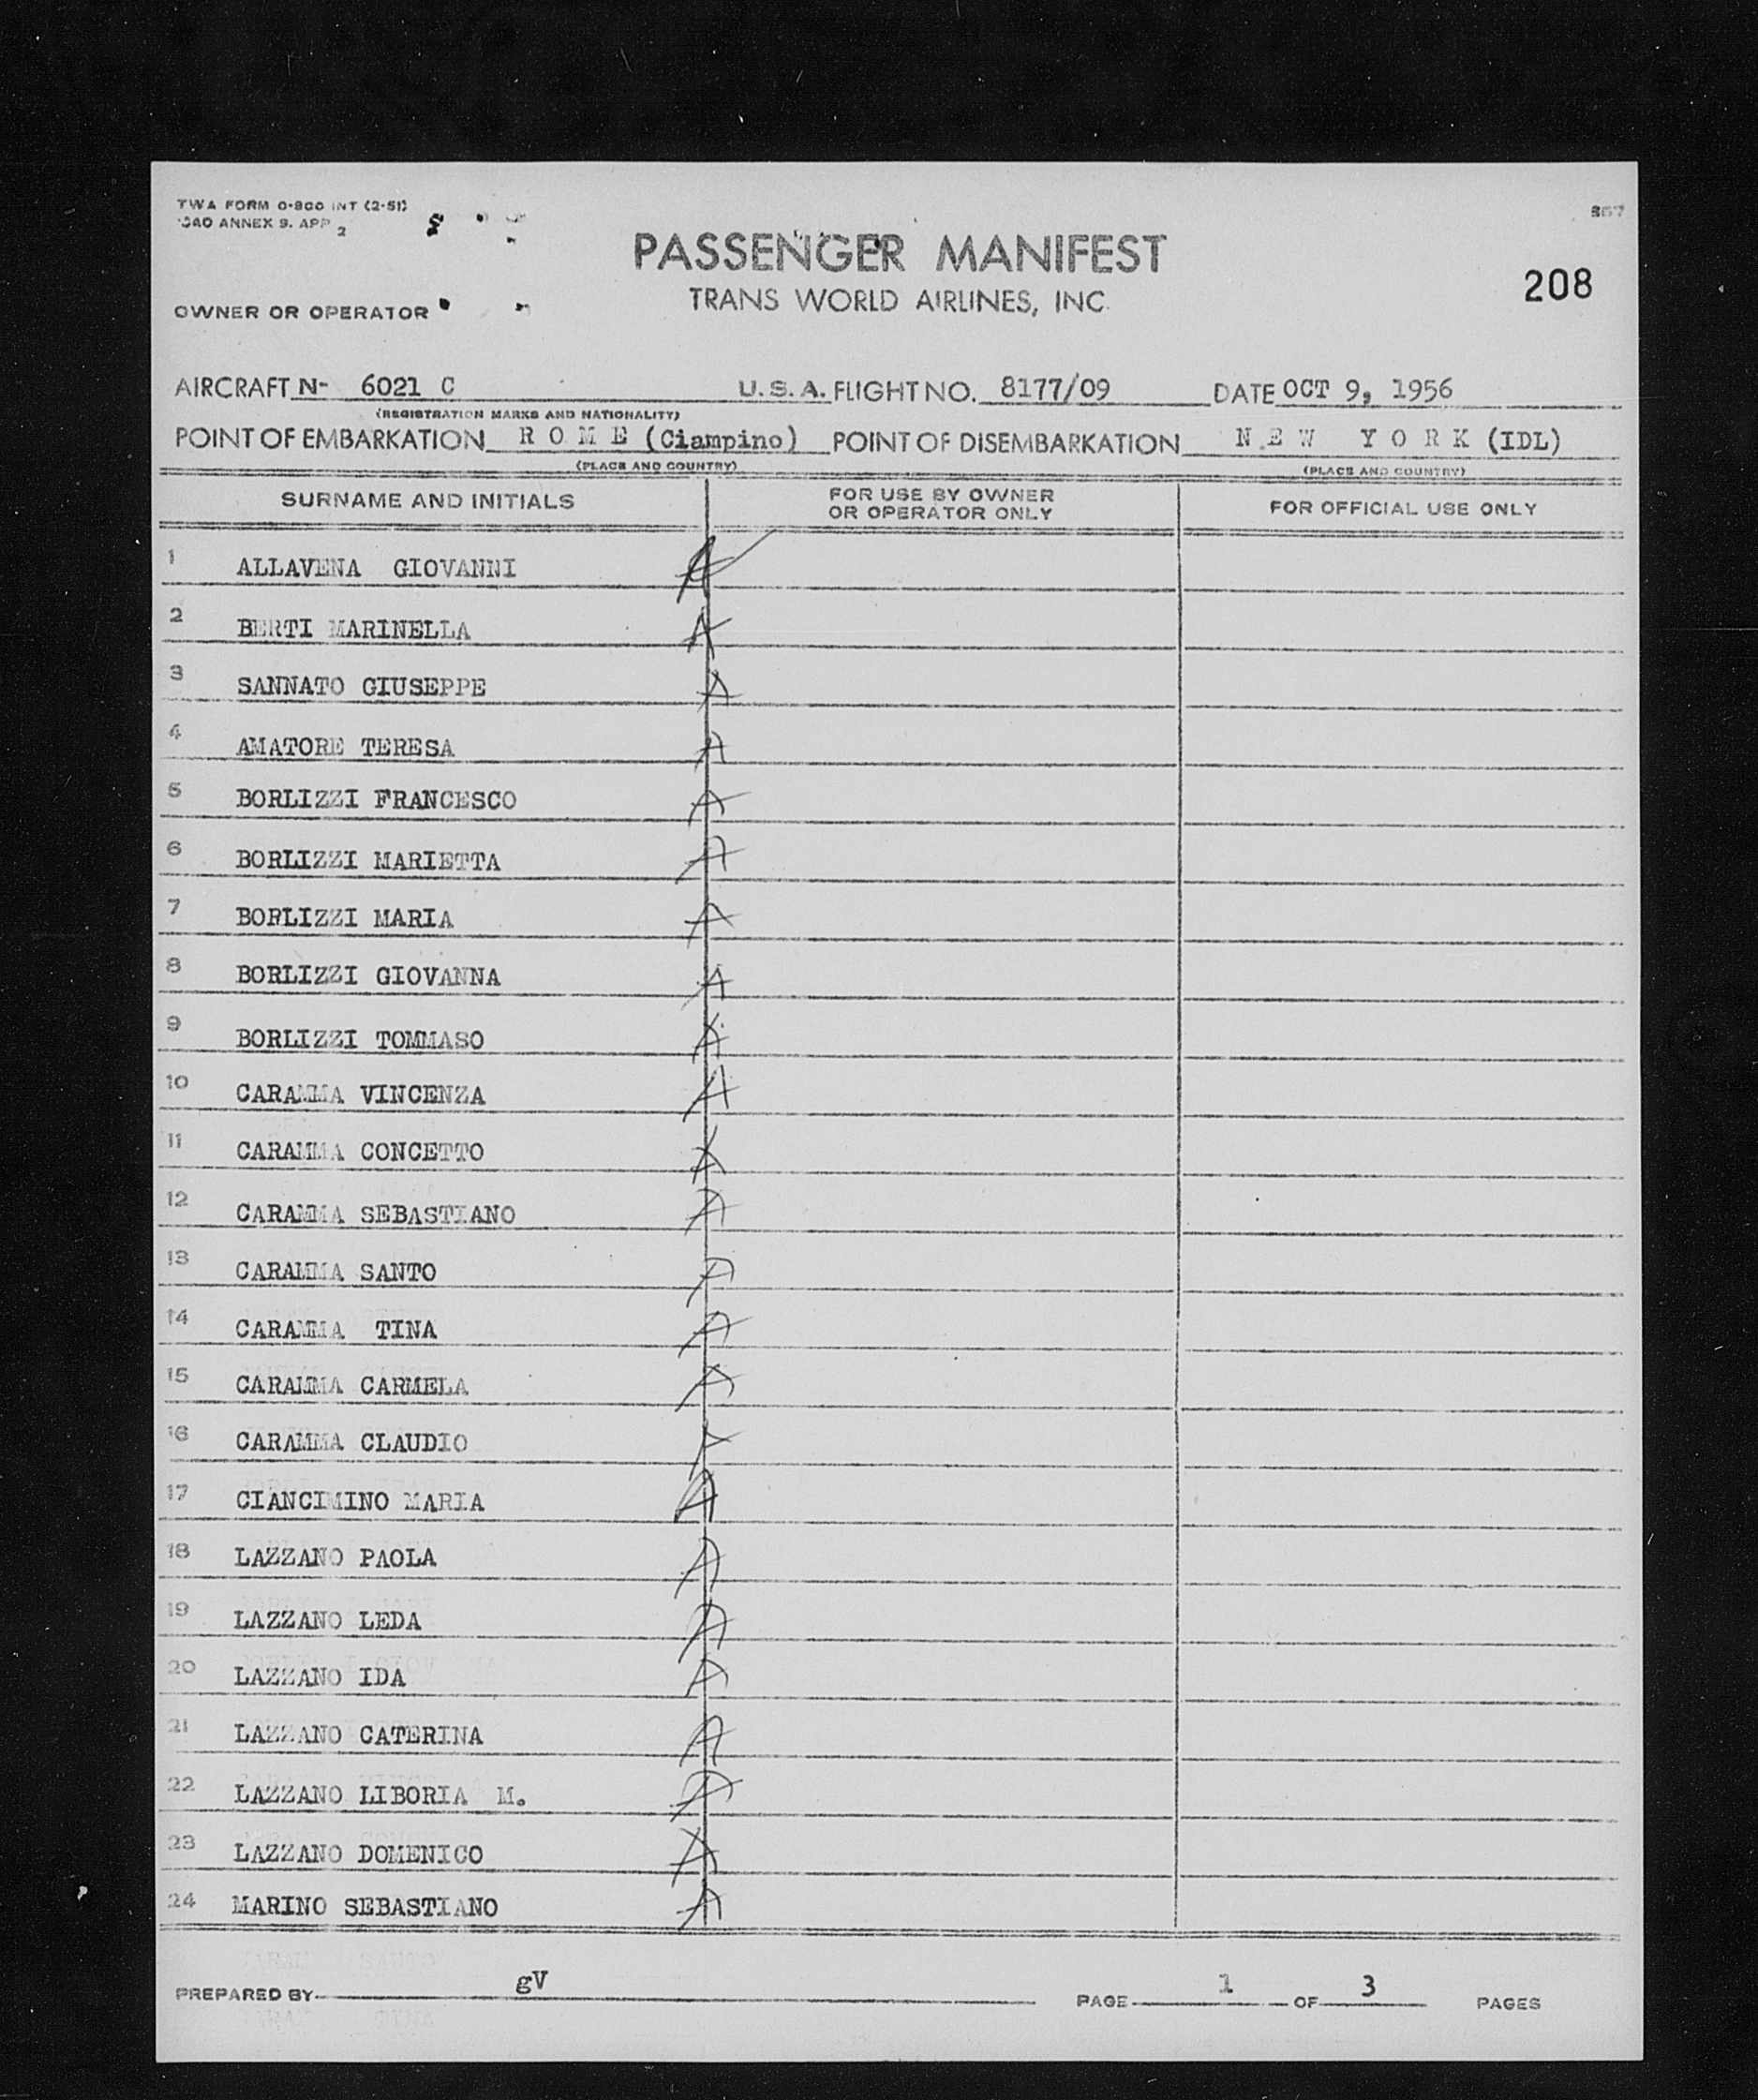 TWA FORM 0-800 INT (2-51)
ICAO ANNEX 9. APP 2
PASSENGER MANIFEST
TRANS WORLD AIRLINES, INC.
208
OWNER OR OPERATOR
AIRCRAFT N- 6021 C U.S.A. FLIGHT NO. 8177/09 DATE OCT 9, 1956
(REGISTRATION MARKS AND NATIONALITY)
POINT OF EMBARKATION R O M E (Ciampino) POINT OF DISEMBARKATION N E W Y O R K (IDL)
(PLACE AND COUNTRY) (PLACE AND COUNTRY)
SURNAME AND INITIALS FOR USE BY OWNER OR OPERATOR ONLY FOR OFFICIAL USE ONLY
1 ALLAVENA GIOVANNI A
2 BERTI MARINELLA A
3 SANNATO GIUSEPPE A
4 AMATORE TERESA A
5 BORLIZZI FRANCESCO A
6 BORLIZZI MARIETTA A
7 BORLIZZI MARIA A
8 BORLIZZI GIOVANNA A
9 BORLIZZI TOMMASO A
10 CARAMMA VINCENZA A
11 CARAMMA CONCETTO A
12 CARAMMA SEBASTIANO A
13 CARAMMA SANTO A
14 CARAMMA TINA A
15 CARAMMA CARMELA A
16 CARAMMA CLAUDIO A
17 CIANCIMINO MARIA A
18 LAZZANO PAOLA A
19 LAZZANO LEDA A
20 LAZZANO IDA A
21 LAZZANO CATERINA A
22 LAZZANO LIBORIA M. A
23 LAZZANO DOMENICO A
24 MARINO SEBASTIANO A
PREPARED BY gV PAGE 1 OF 3 PAGES